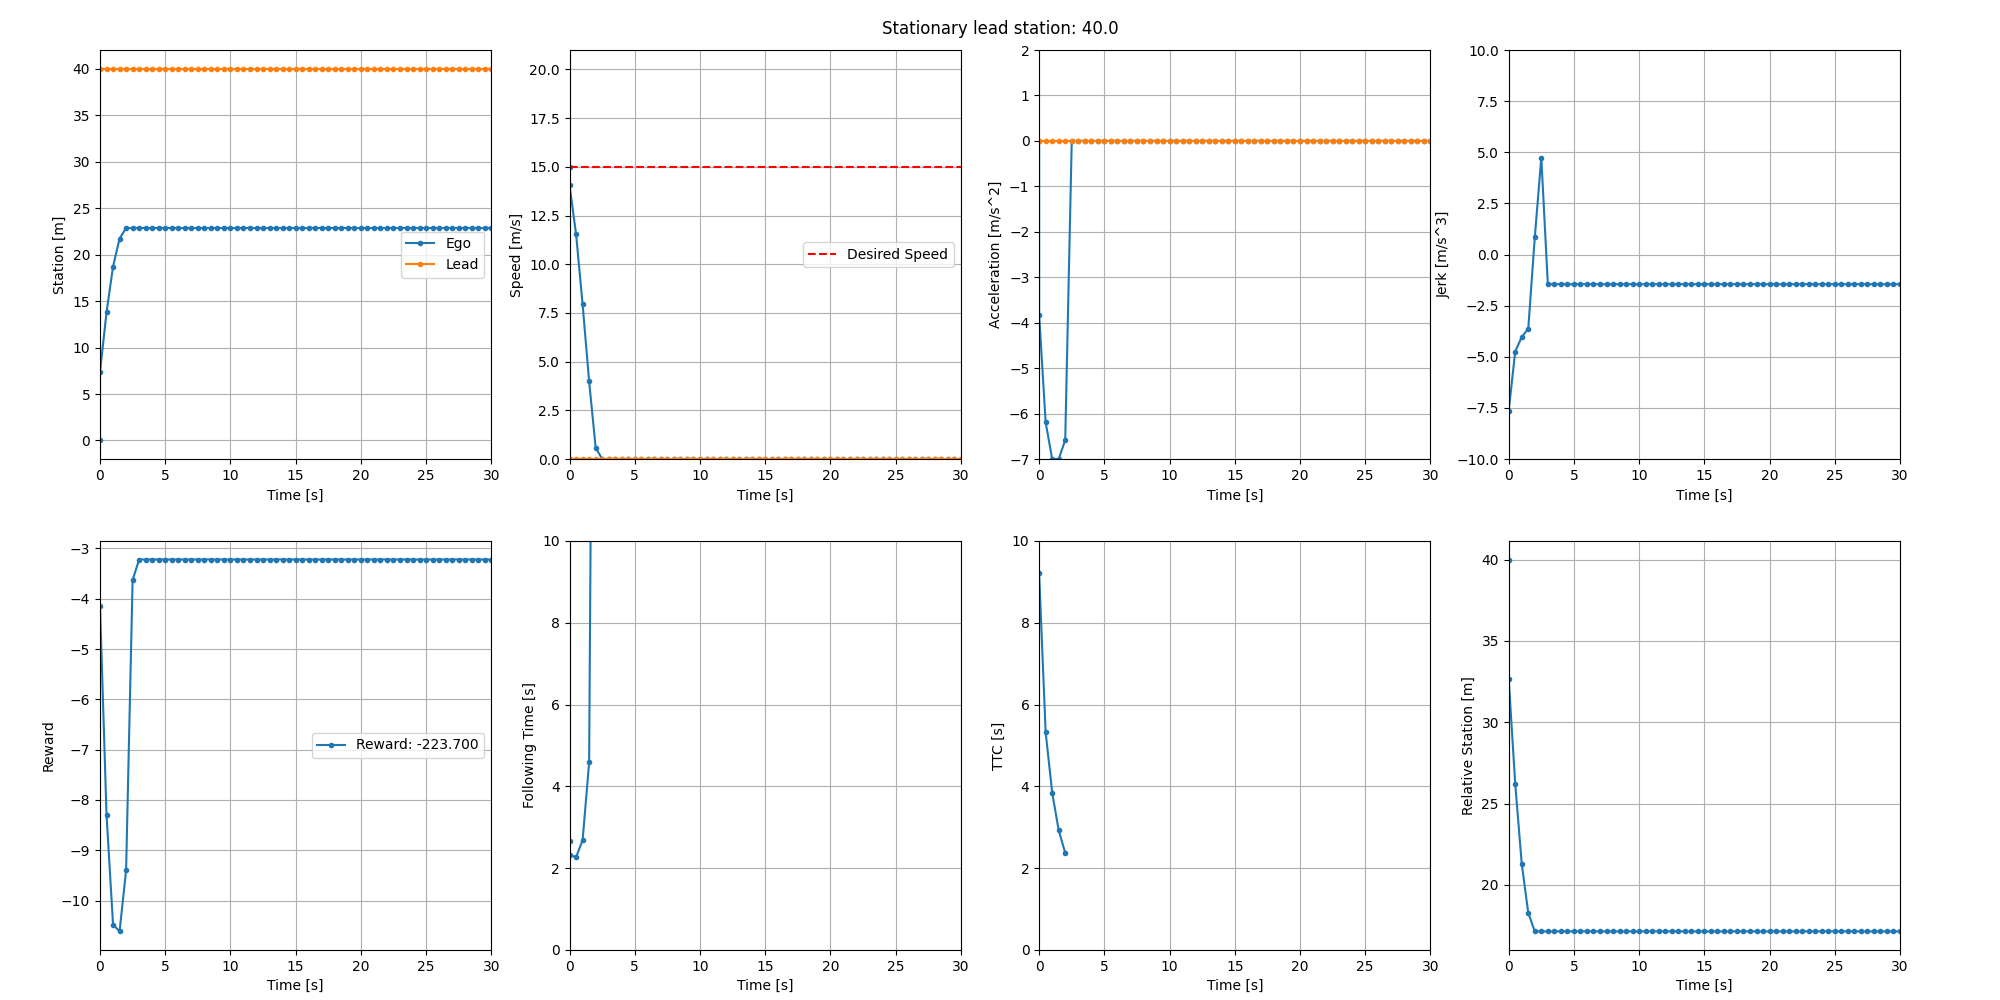 Stationary lead station: 40.0
Station [m]
40
35
30
25
20
15
10
5
0
Ego
Lead
0 5 10 15 20 25 30
Time [s]
Speed [m/s]
20.0
17.5
15.0
12.5
10.0
7.5
5.0
2.5
0.0
Desired Speed
0 5 10 15 20 25 30
Time [s]
Acceleration [m/s^2]
2
1
0
−1
−2
−3
−4
−5
−6
−7
0 5 10 15 20 25 30
Time [s]
Jerk [m/s^3]
10.0
7.5
5.0
2.5
0.0
−2.5
−5.0
−7.5
−10.0
0 5 10 15 20 25 30
Time [s]
Reward
−3
−4
−5
−6
−7
−8
−9
−10
Reward: -223.700
0 5 10 15 20 25 30
Time [s]
Following Time [s]
10
8
6
4
2
0
0 5 10 15 20 25 30
Time [s]
TTC [s]
10
8
6
4
2
0
0 5 10 15 20 25 30
Time [s]
Relative Station [m]
40
35
30
25
20
0 5 10 15 20 25 30
Time [s]